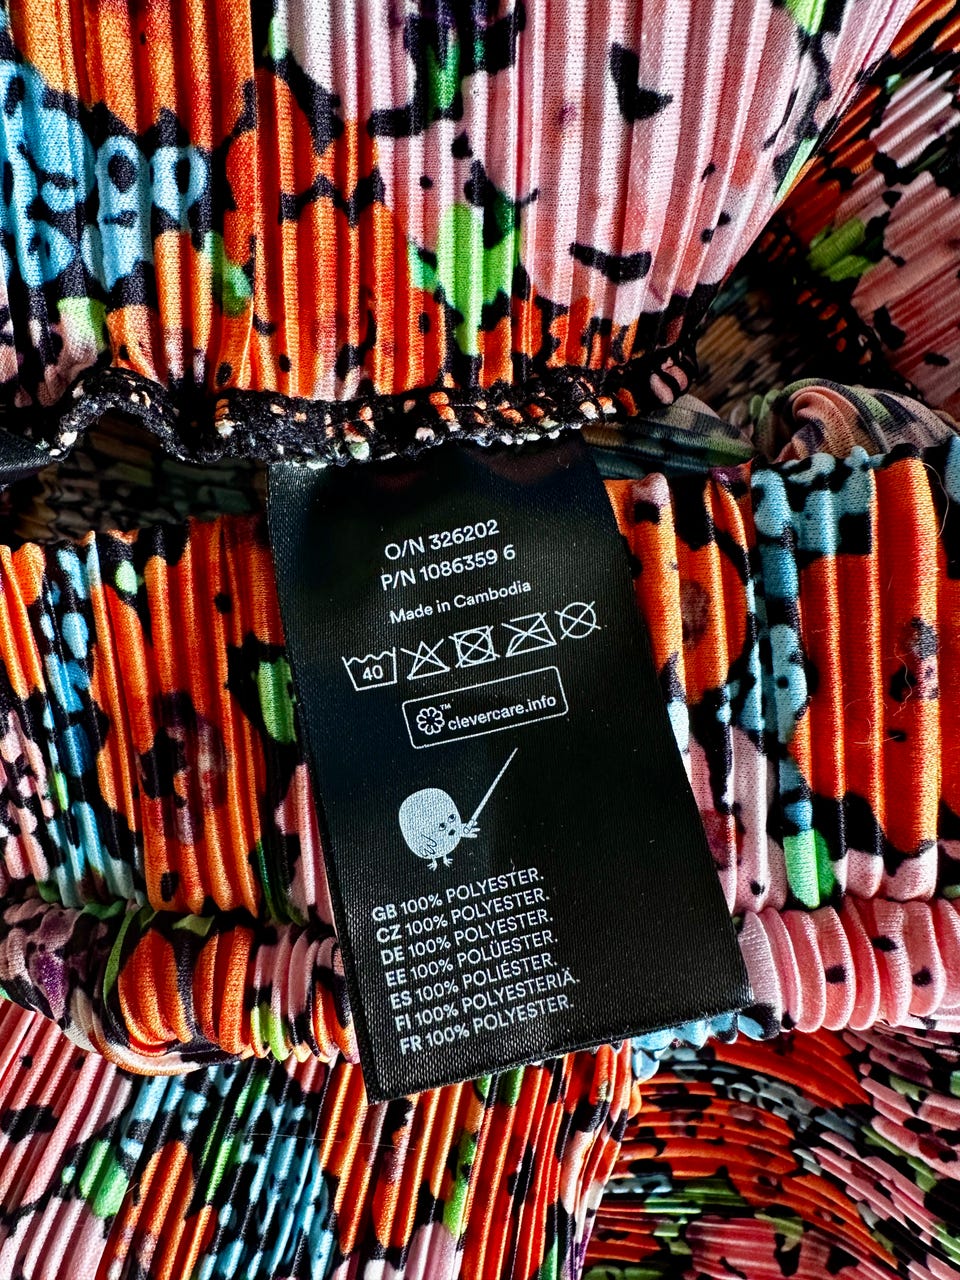 O/N 326202
P/N 1086359 6
Made in Cambodia
40
™ clevercare.info
GB 100% POLYESTER.
CZ 100% POLYESTER.
DE 100% POLYESTER.
EE 100% POLÜESTER.
ES 100% POLIÉSTER.
FI 100% POLYESTERIÄ.
FR 100% POLYESTER.